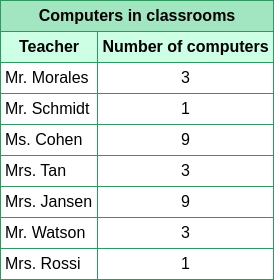 Computers in classrooms
Teacher Number of computers
Mr. Morales 3
Mr. Schmidt 1
Ms. Cohen 9
Mrs. Tan 3
Mrs. Jansen 9
Mr. Watson 3
Mrs. Rossi 1